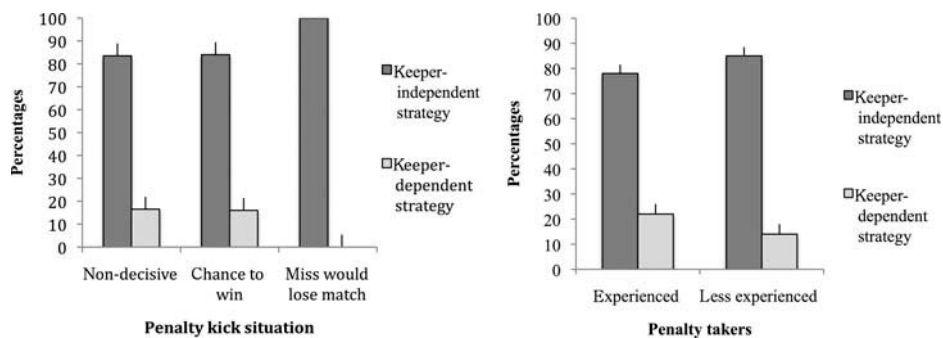 Percentages
100
90
80
70
60
50
40
30
20
10
0
Non-decisive
Chance to
win
Miss would
lose match
Penalty kick situation
Keeper-
independent
strategy
Keeper-
dependent
strategy
Percentages
100
90
80
70
60
50
40
30
20
10
0
Experienced
Less experienced
Penalty takers
Keeper-
independent
strategy
Keeper-
dependent
strategy